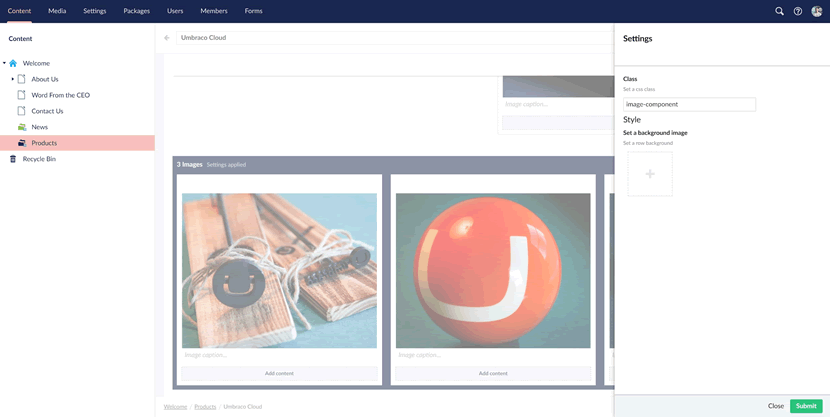 Content Media Settings Packages Users Members Forms
Content
Welcome
About Us
Word From the CEO
Contact Us
News
Products
Recycle Bin
Umbraco Cloud
Image caption...
3 Images Settings applied
Image caption...
Add content
Image caption...
Add content
Welcome / Products / Umbraco Cloud
Settings
Class
Set a css class
image-component
Style
Set a background image
Set a row background
Close Submit